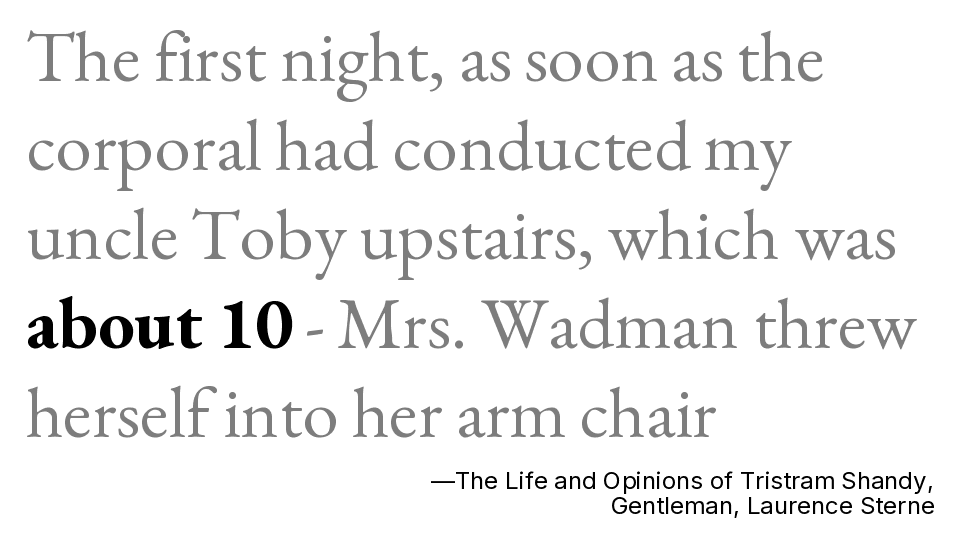 The first night, as soon as the
corporal had conducted my
uncle Toby upstairs, which was
about 10 - Mrs. Wadman threw
herself into her arm chair
—The Life and Opinions of Tristram Shandy,
Gentleman, Laurence Sterne